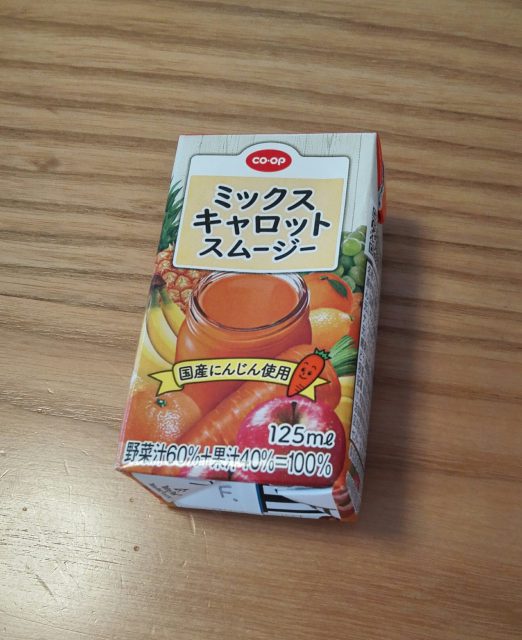 CO・OP
ミックス
キャロット
スムージー
国産にんじん使用
125ml
野菜汁60%+果汁40%=100%